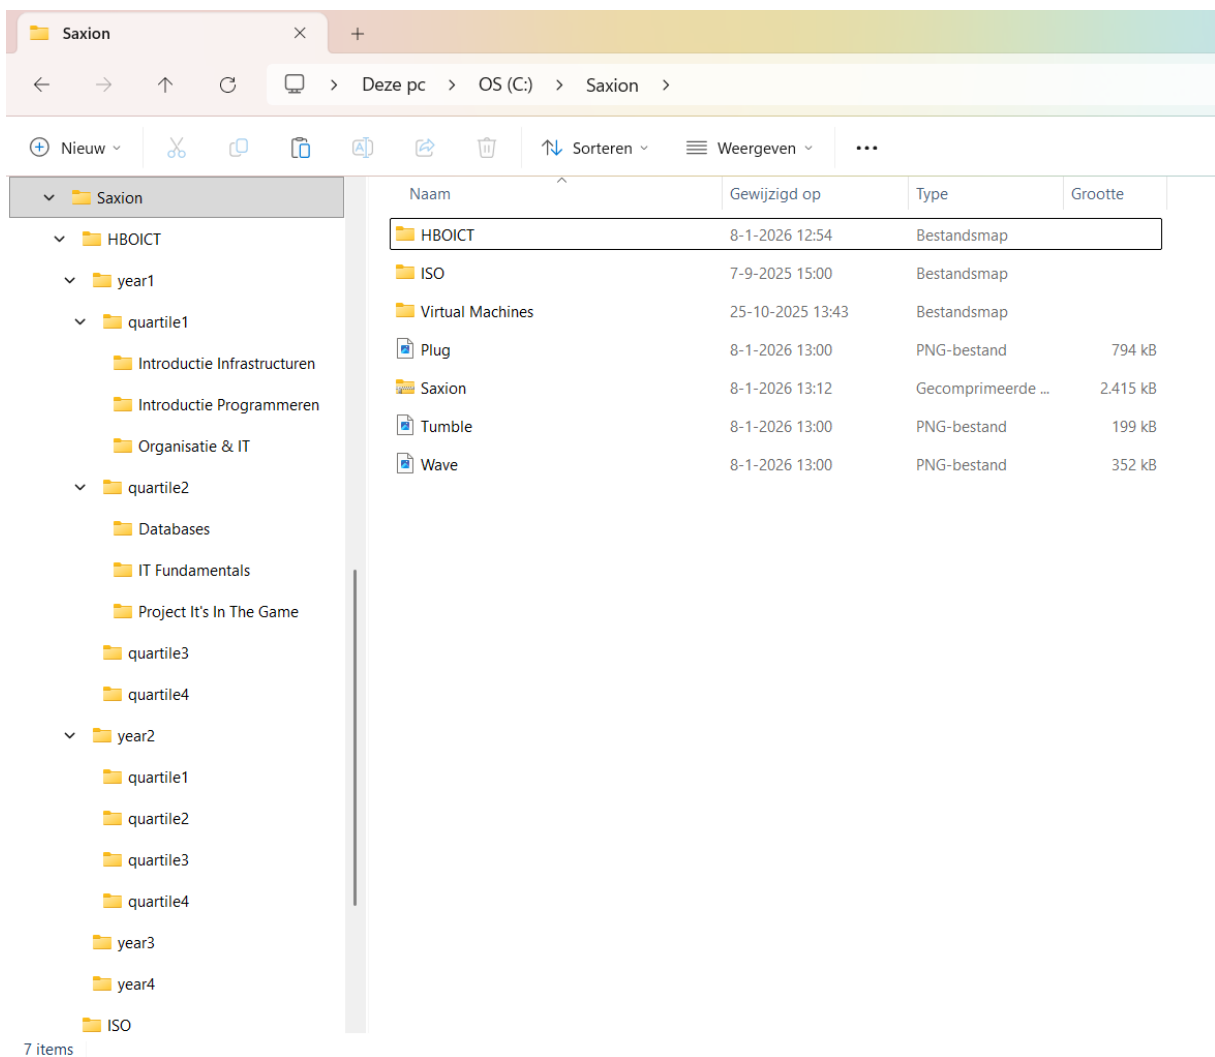 Saxion
Deze pc > OS (C:) > Saxion >
Nieuw Sorteren Weergeven
Saxion
HBOICT
year1
quartile1
Introductie Infrastructuren
Introductie Programmeren
Organisatie & IT
quartile2
Databases
IT Fundamentals
Project It's In The Game
quartile3
quartile4
year2
quartile1
quartile2
quartile3
quartile4
year3
year4
ISO
Naam Gewijzigd op Type Grootte
HBOICT 8-1-2026 12:54 Bestandsmap
ISO 7-9-2025 15:00 Bestandsmap
Virtual Machines 25-10-2025 13:43 Bestandsmap
Plug 8-1-2026 13:00 PNG-bestand 794 kB
Saxion 8-1-2026 13:12 Gecomprimeerde ... 2.415 kB
Tumble 8-1-2026 13:00 PNG-bestand 199 kB
Wave 8-1-2026 13:00 PNG-bestand 352 kB
7 items